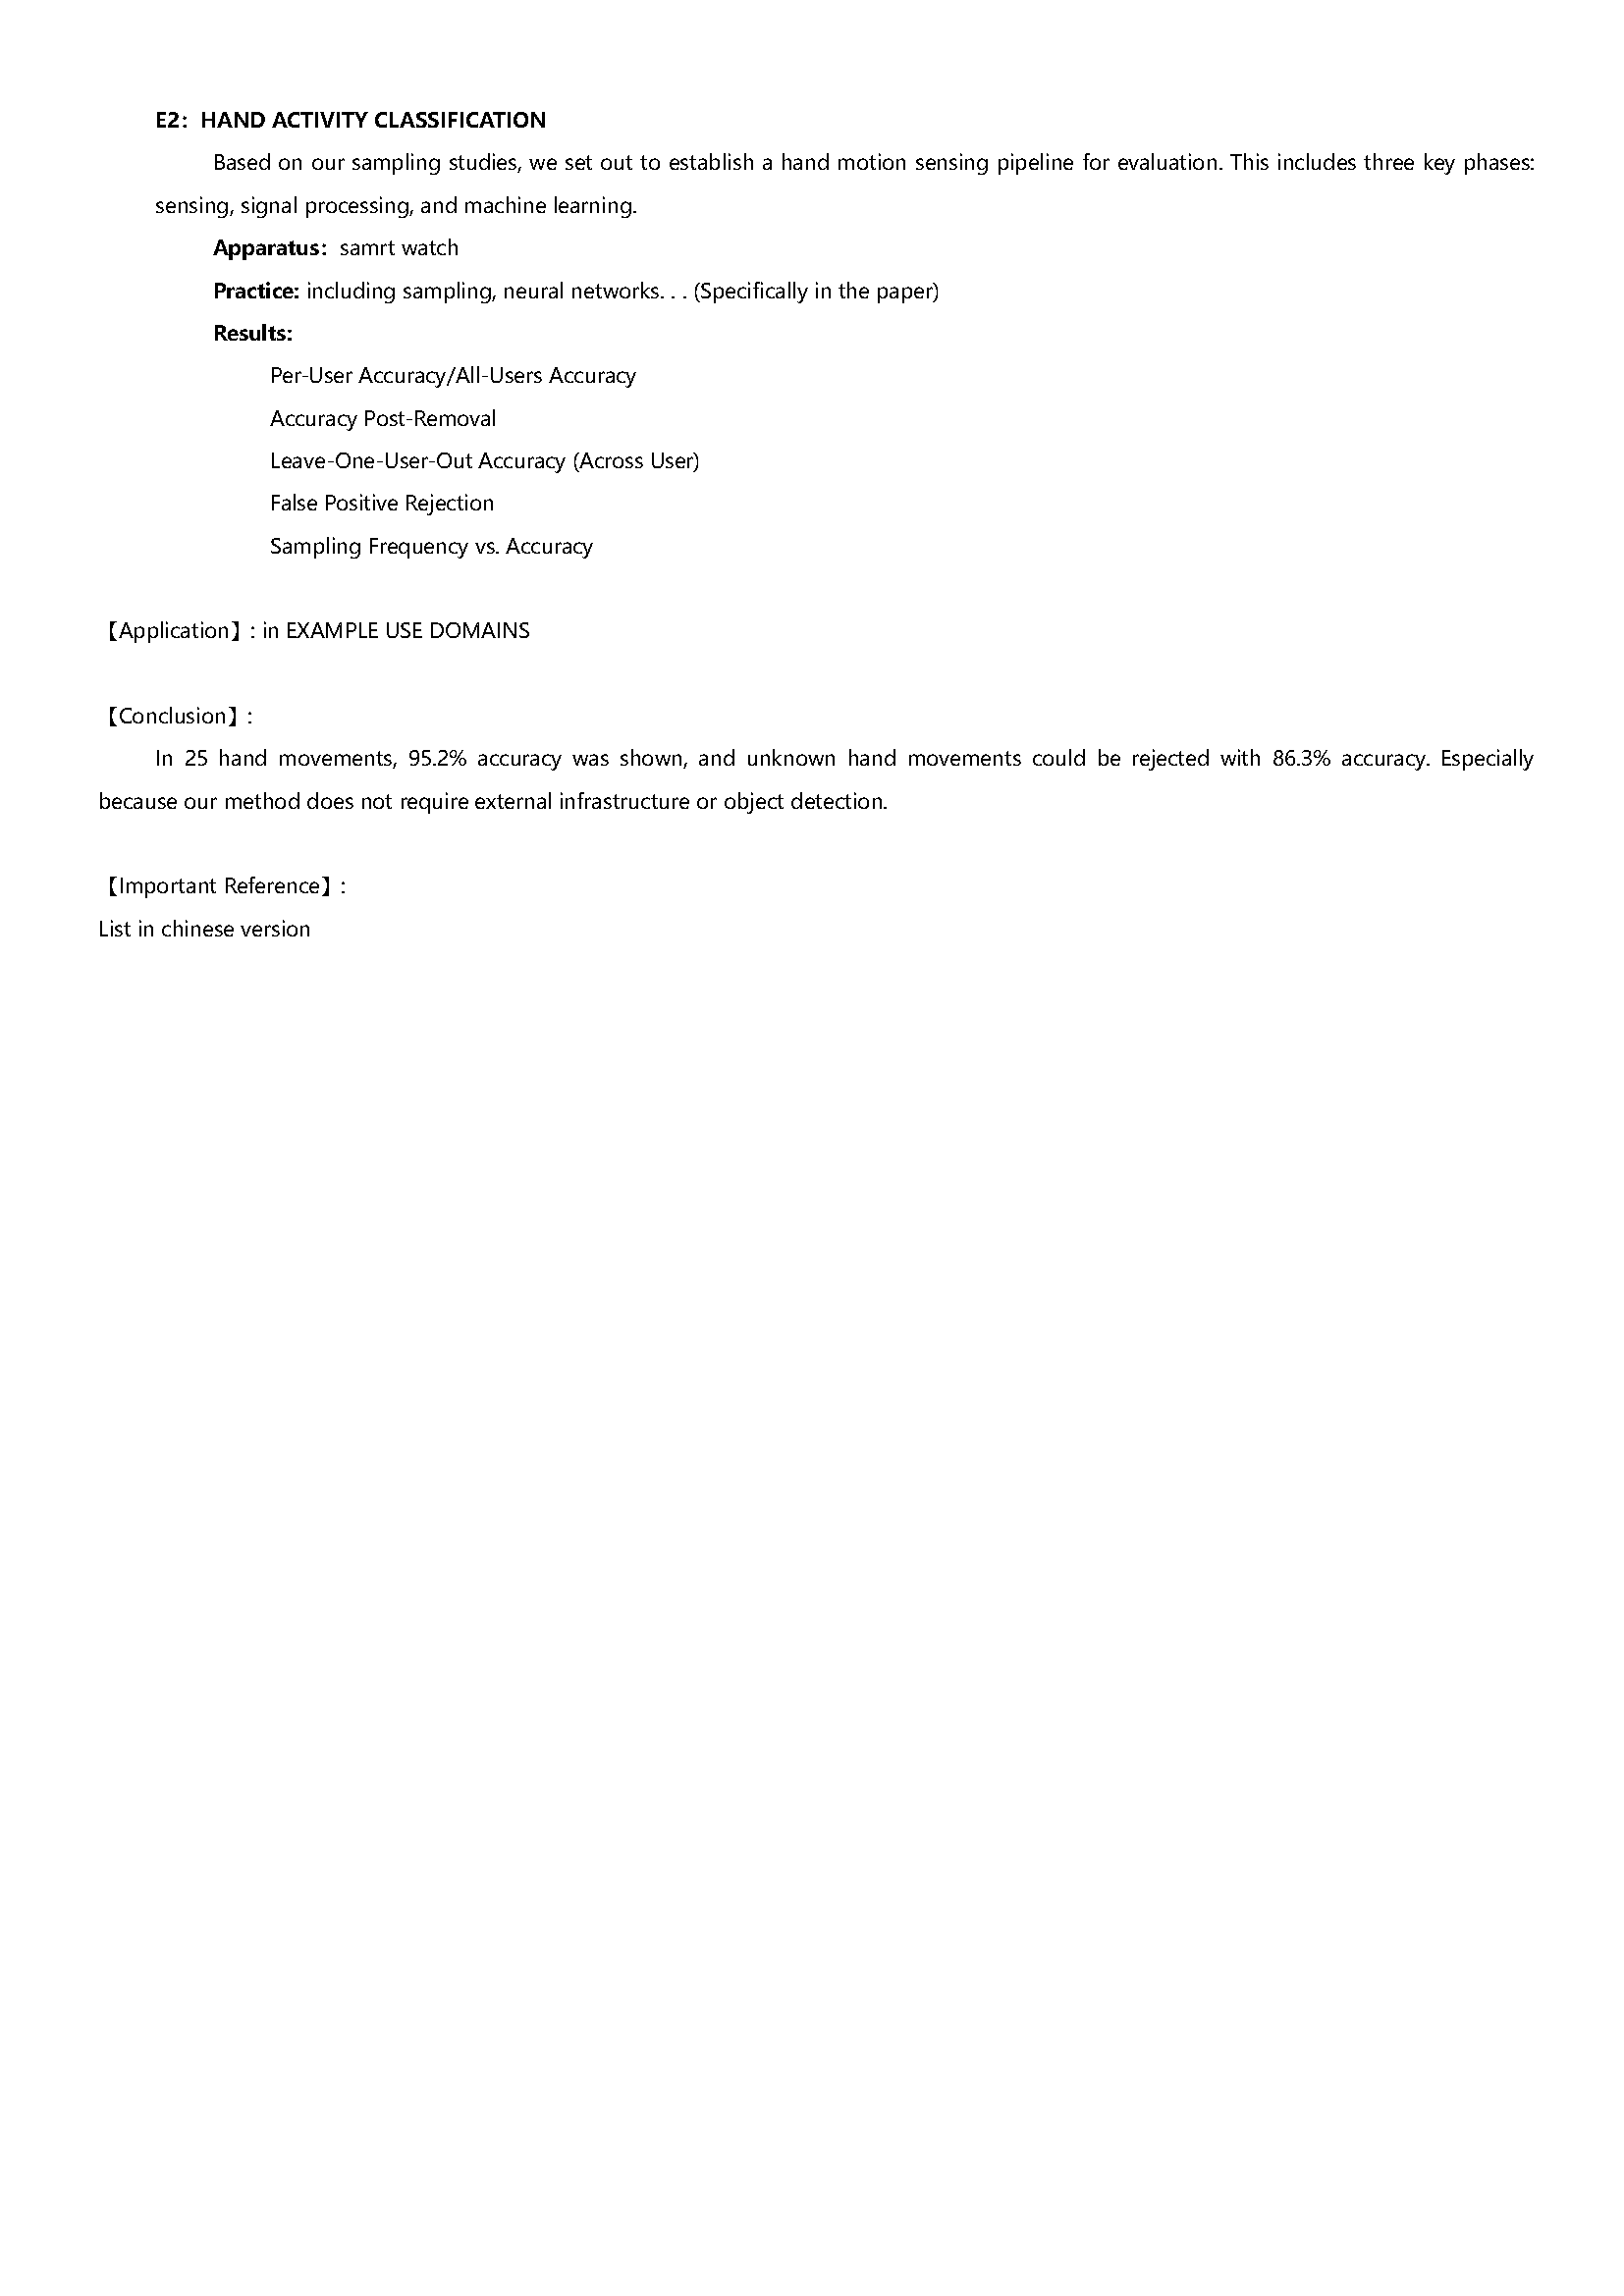 E2: HAND ACTIVITY CLASSIFICATION
Based on our sampling studies, we set out to establish a hand motion sensing pipeline for evaluation. This includes three key phases:
sensing, signal processing, and machine learning.
Apparatus: samrt watch
Practice: including sampling, neural networks. . . (Specifically in the paper)
Results:
Per-User Accuracy/All-Users Accuracy
Accuracy Post-Removal
Leave-One-User-Out Accuracy (Across User)
False Positive Rejection
Sampling Frequency vs. Accuracy
【Application】: in EXAMPLE USE DOMAINS
【Conclusion】:
In 25 hand movements, 95.2% accuracy was shown, and unknown hand movements could be rejected with 86.3% accuracy. Especially
because our method does not require external infrastructure or object detection.
【Important Reference】:
List in chinese version